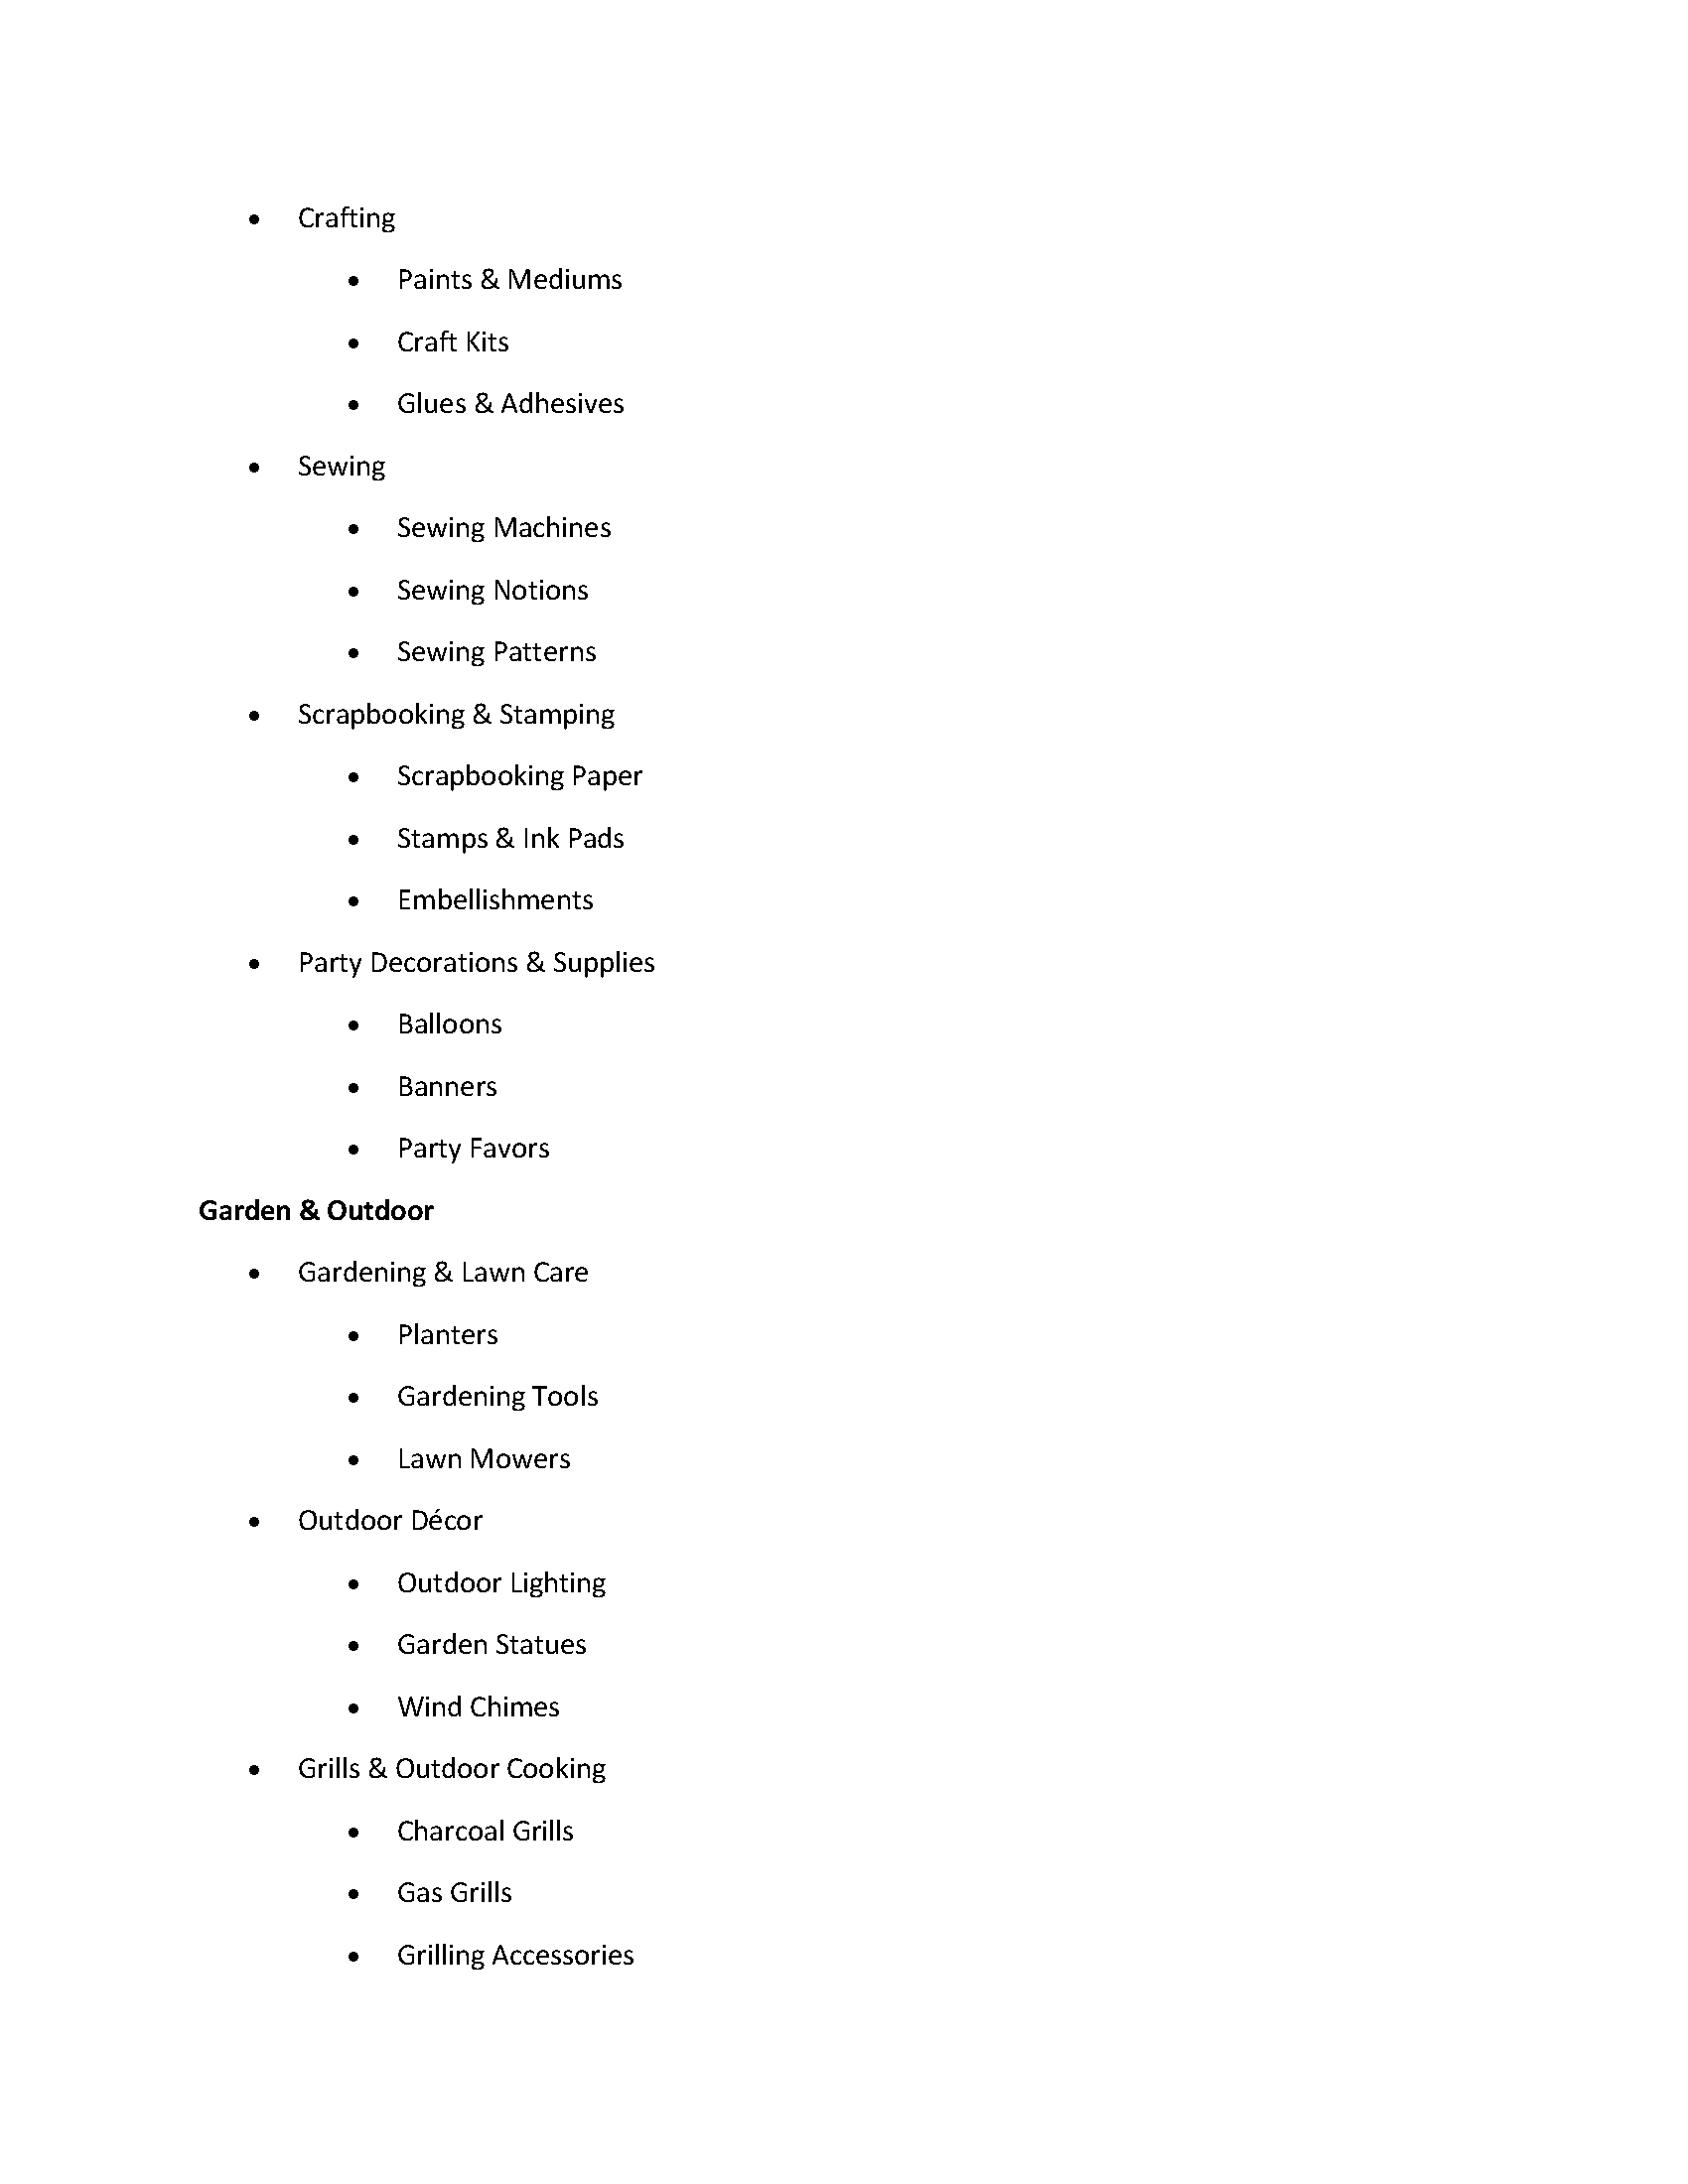 • Crafting
• Paints & Mediums
• Craft Kits
• Glues & Adhesives
• Sewing
• Sewing Machines
• Sewing Notions
• Sewing Patterns
• Scrapbooking & Stamping
• Scrapbooking Paper
• Stamps & Ink Pads
• Embellishments
• Party Decorations & Supplies
• Balloons
• Banners
• Party Favors
Garden & Outdoor
• Gardening & Lawn Care
• Planters
• Gardening Tools
• Lawn Mowers
• Outdoor Décor
• Outdoor Lighting
• Garden Statues
• Wind Chimes
• Grills & Outdoor Cooking
• Charcoal Grills
• Gas Grills
• Grilling Accessories